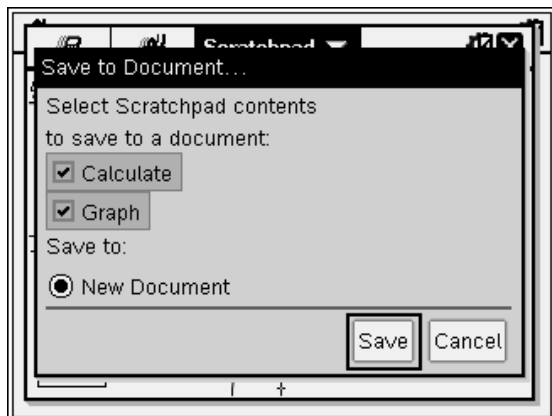 Scratchpad
Save to Document...
Select Scratchpad contents
to save to a document:
Calculate
Graph
Save to:
New Document
Save Cancel